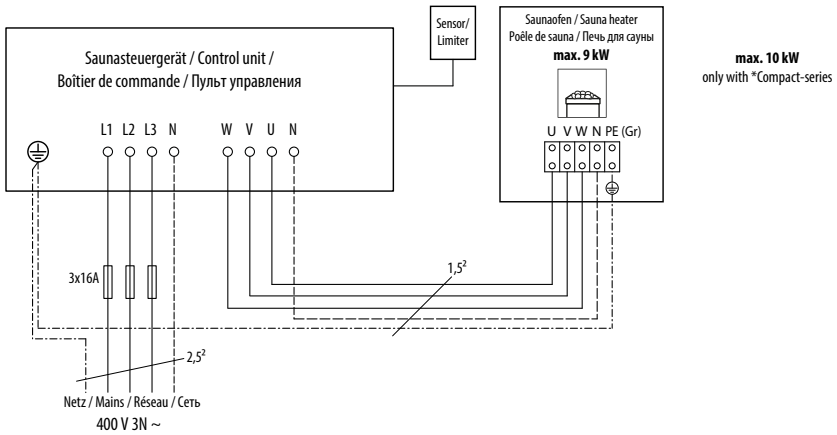 Saunasteuergerät / Control unit /
Boîtier de commande / Пульт управления
L1 L2 L3 N
W V U N
Sensor/
Limiter
Saunaofen / Sauna heater
Poêle de sauna / Печь для сауны
max. 9 kW
U V W N PE (Gr)
max. 10 kW
only with *Compact-series
3x16A
1,5²
2,5²
Netz / Mains / Réseau / Сеть
400 V 3N ~